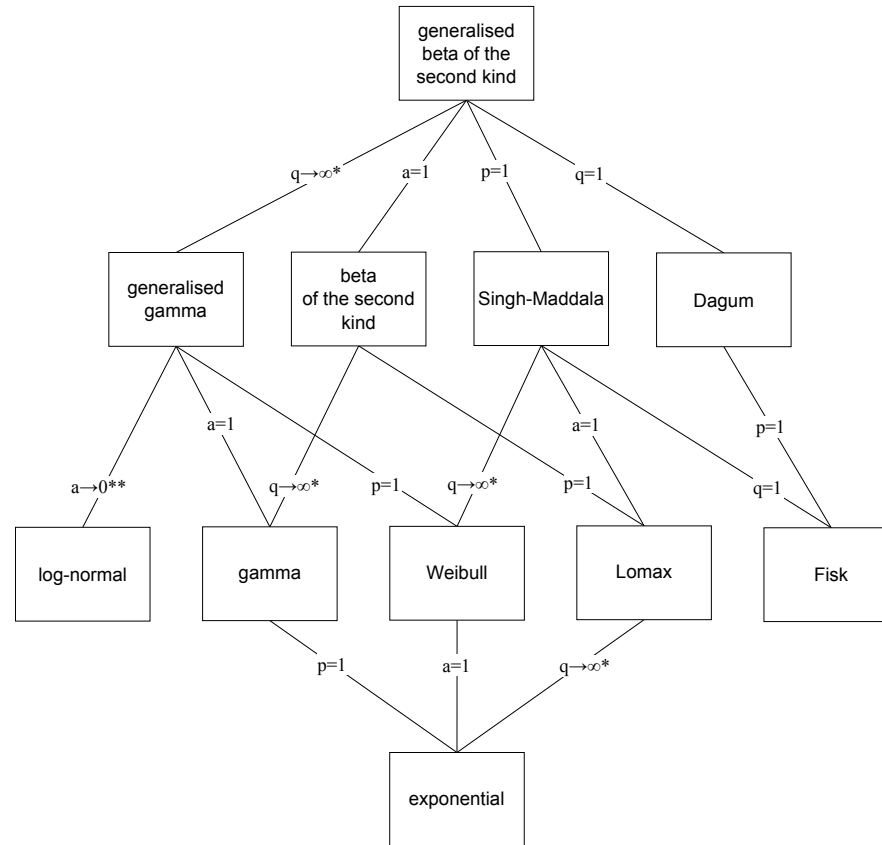 generalised
beta of the
second kind
q→∞*
a=1
p=1
q=1
generalised
gamma
beta
of the second
kind
Singh-Maddala
Dagum
a→0**
a=1
q→∞*
p=1
q→∞*
a=1
p=1
q=1
p=1
log-normal
gamma
Weibull
Lomax
Fisk
p=1
a=1
q→∞*
exponential